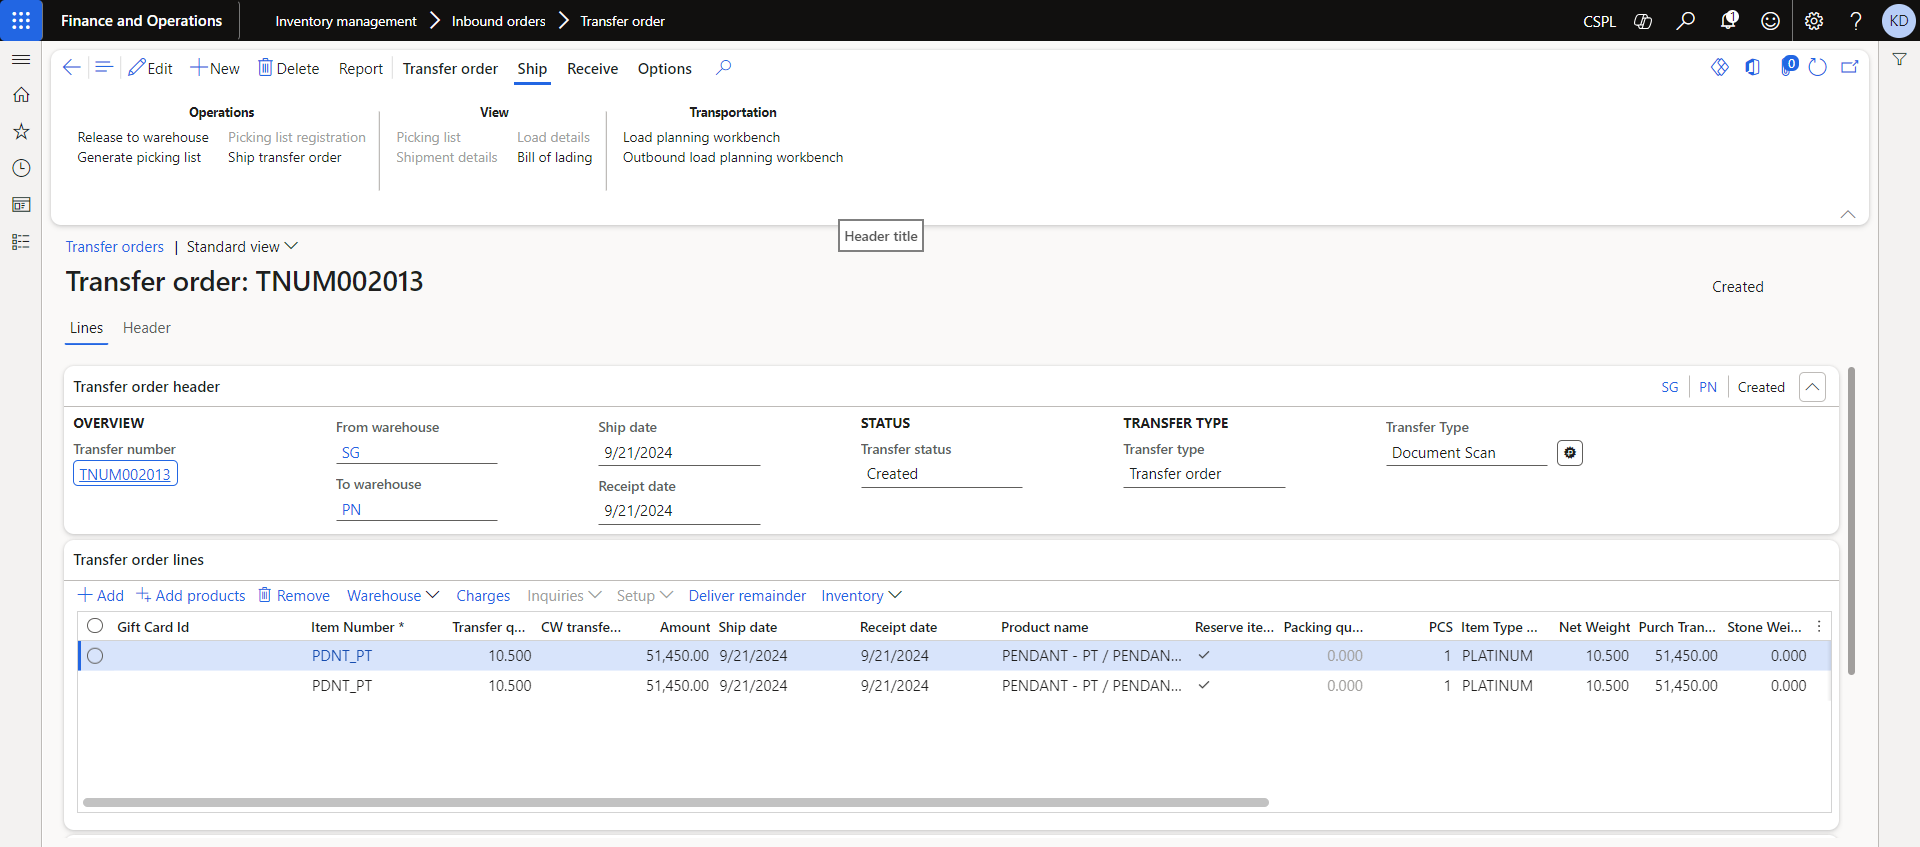 Finance and Operations
Inventory management
Inbound orders
Transfer order
CSPL
1
KD
Edit
New
Delete
Report
Transfer order
Ship
Receive
Options
0
Operations
View
Transportation
Release to warehouse
Picking list registration
Picking list
Load details
Load planning workbench
Generate picking list
Ship transfer order
Shipment details
Bill of lading
Outbound load planning workbench
Header title
Transfer orders | Standard view
Transfer order: TNUM002013
Created
Lines
Header
Transfer order header
SG
PN
Created
OVERVIEW
Transfer number
TNUM002013
From warehouse
SG
To warehouse
PN
Ship date
9/21/2024
Receipt date
9/21/2024
STATUS
Transfer status
Created
TRANSFER TYPE
Transfer type
Transfer order
Transfer Type
Document Scan
Transfer order lines
Add
Add products
Remove
Warehouse
Charges
Inquiries
Setup
Deliver remainder
Inventory
Gift Card Id Item Number * Transfer q... CW transfe... Amount Ship date Receipt date Product name Reserve ite... Packing qu... PCS Item Type ... Net Weight Purch Tran... Stone Wei...
PDNT_PT 10.500 51,450.00 9/21/2024 9/21/2024 PENDANT - PT / PENDAN... 0.000 1 PLATINUM 10.500 51,450.00 0.000
PDNT_PT 10.500 51,450.00 9/21/2024 9/21/2024 PENDANT - PT / PENDAN... 0.000 1 PLATINUM 10.500 51,450.00 0.000